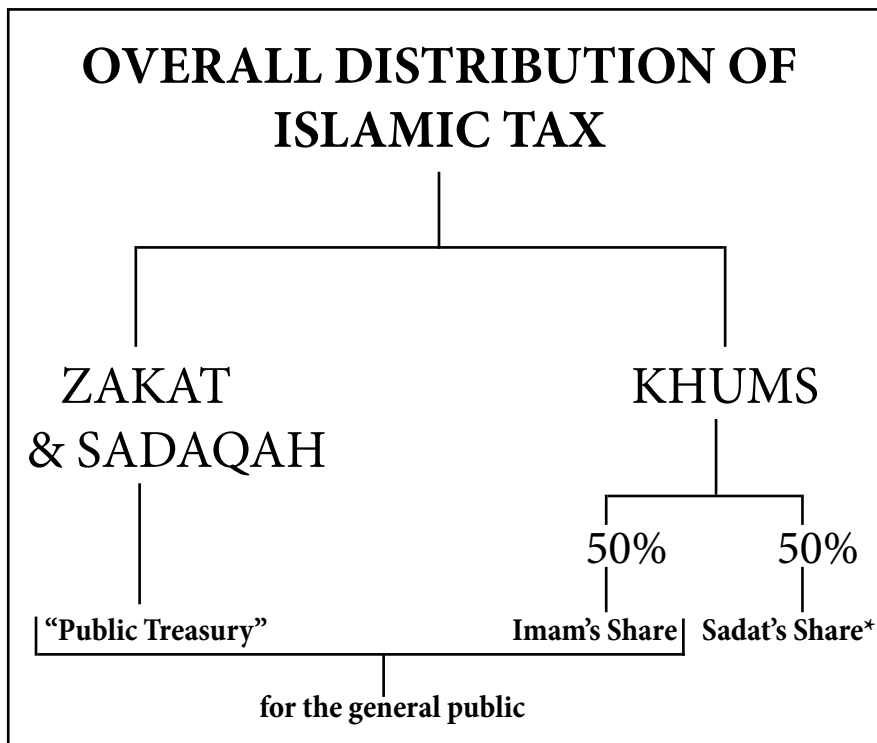 OVERALL DISTRIBUTION OF
ISLAMIC TAX
ZAKAT
& SADAQAH
KHUMS
50%
50%
“Public Treasury”
Imam’s Share
Sadat’s Share*
for the general public